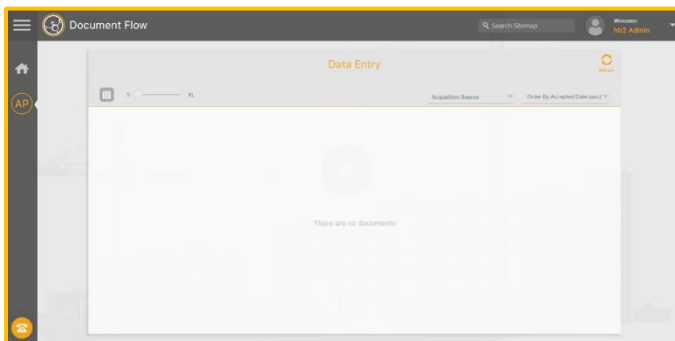 Document Flow
Search Sitemap
Welcome:
hh2 Admin
Data Entry
Refresh
AP
S
XL
Acquisition Source
Order By Accepted Date (asc)
There are no documents